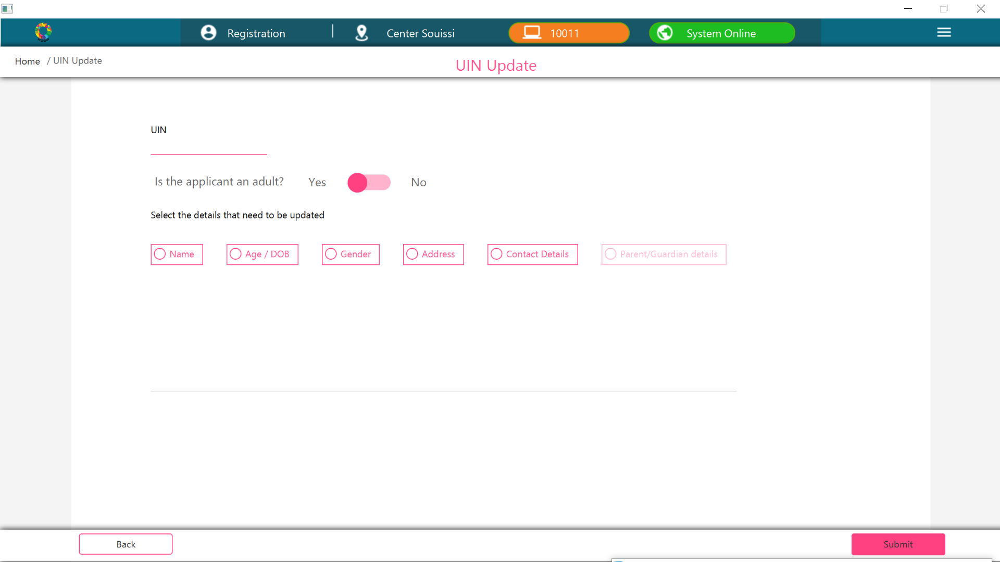 Registration | Center Souissi 10011 System Online
Home / UIN Update
UIN Update
UIN
Is the applicant an adult? Yes No
Select the details that need to be updated
Name Age / DOB Gender Address Contact Details Parent/Guardian details
Back Submit